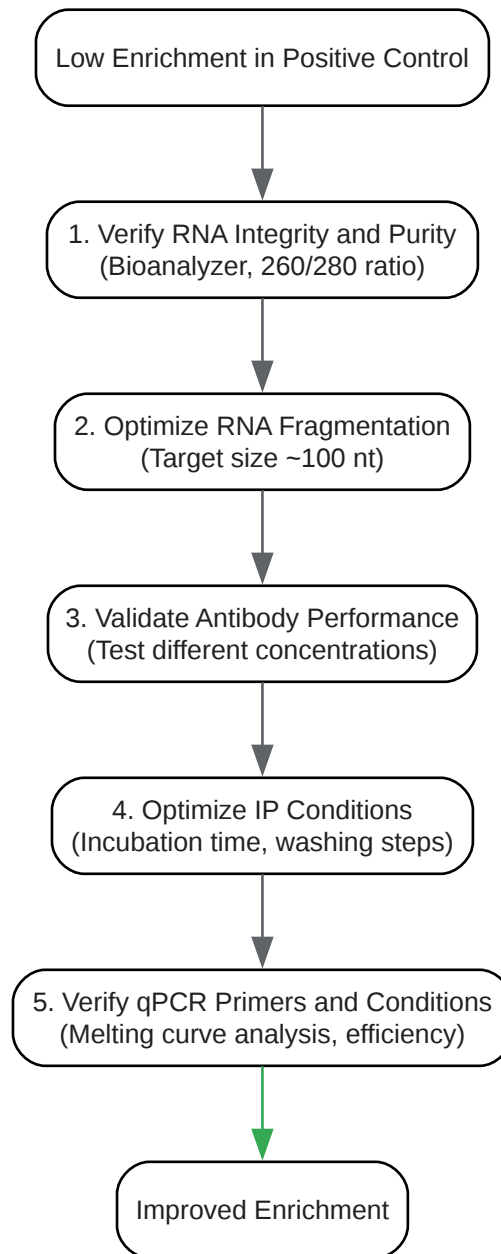 Low Enrichment in Positive Control
1. Verify RNA Integrity and Purity
(Bioanalyzer, 260/280 ratio)
2. Optimize RNA Fragmentation
(Target size ~100 nt)
3. Validate Antibody Performance
(Test different concentrations)
4. Optimize IP Conditions
(Incubation time, washing steps)
5. Verify qPCR Primers and Conditions
(Melting curve analysis, efficiency)
Improved Enrichment